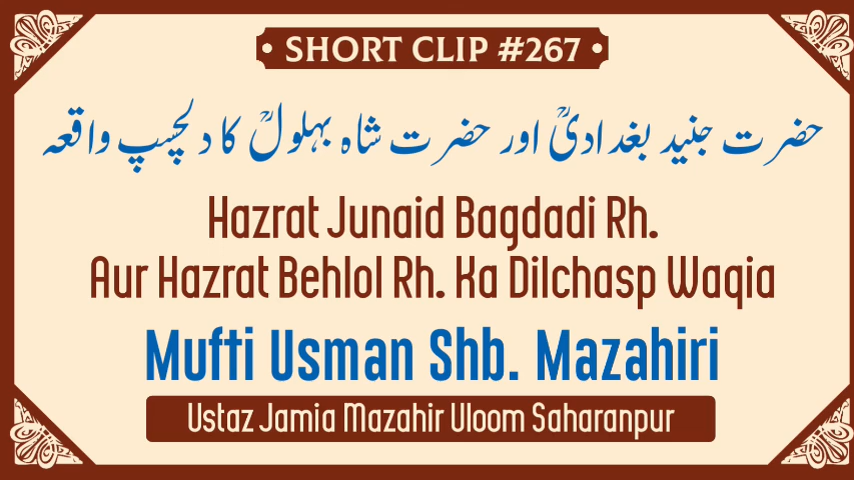 SHORT CLIP #267
حضرت جنید بغدادیؒ اور حضرت شاہ بہلولؒ کا دلچسپ واقعہ
Hazrat Junaid Bagdadi Rh.
Aur Hazrat Behlol Rh. Ka Dilchasp Waqia
Mufti Usman Shb. Mazahiri
Ustaz Jamia Mazahir Uloom Saharanpur